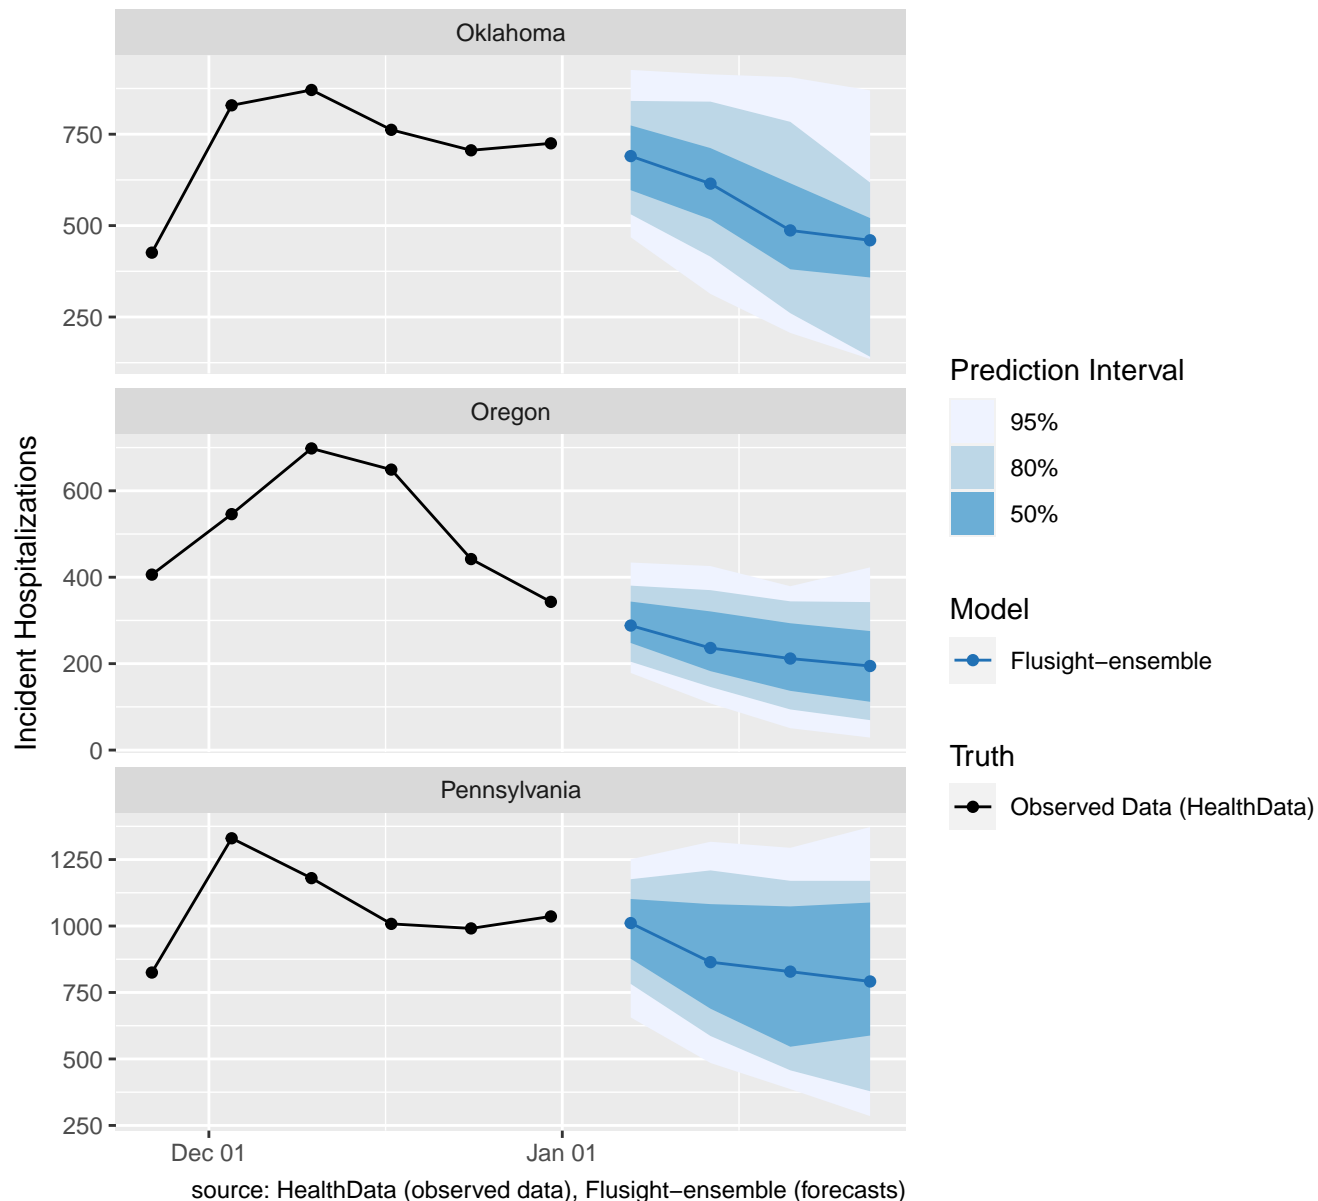 Oklahoma
750
500
250
Oregon
600
400
200
0
Pennsylvania
1250
1000
750
500
250
Dec 01
Jan 01
Incident Hospitalizations
source: HealthData (observed data), Flusight−ensemble (forecasts)
Prediction Interval
95%
80%
50%
Model
Flusight−ensemble
Truth
Observed Data (HealthData)